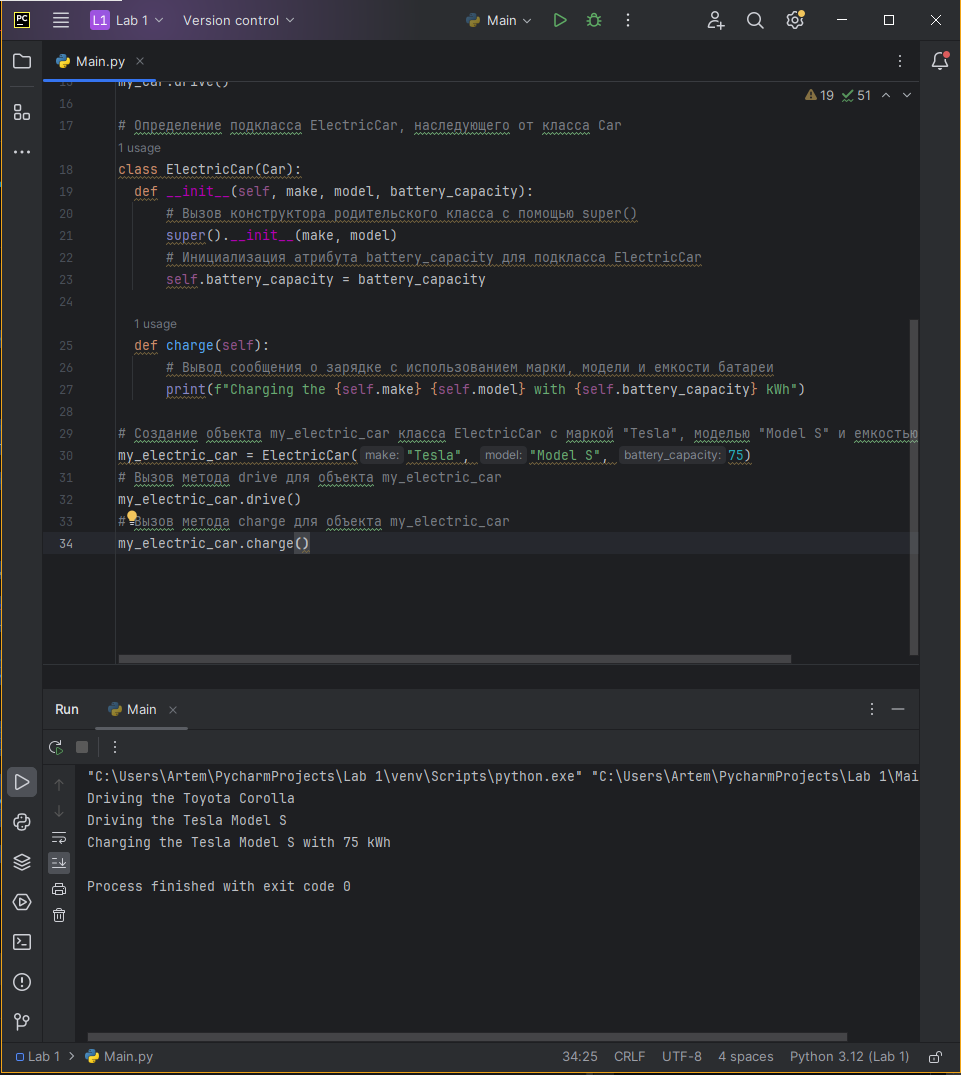 PC L1 Lab 1 Version control Main
Main.py
my_car.drive()
19 51
16
17 # Определение подкласса ElectricCar, наследующего от класса Car
1 usage
18 class ElectricCar(Car):
19 def __init__(self, make, model, battery_capacity):
20 # Вызов конструктора родительского класса с помощью super()
21 super().__init__(make, model)
22 # Инициализация атрибута battery_capacity для подкласса ElectricCar
23 self.battery_capacity = battery_capacity
24
1 usage
25 def charge(self):
26 # Вывод сообщения о зарядке с использованием марки, модели и емкости батареи
27 print(f"Charging the {self.make} {self.model} with {self.battery_capacity} kWh")
28
29 # Создание объекта my_electric_car класса ElectricCar с маркой "Tesla", моделью "Model S" и емкостью
30 my_electric_car = ElectricCar( make: "Tesla", model: "Model S", battery_capacity: 75)
31 # Вызов метода drive для объекта my_electric_car
32 my_electric_car.drive()
33 # Вызов метода charge для объекта my_electric_car
34 my_electric_car.charge()
Run Main
"C:\Users\Artem\PycharmProjects\Lab 1\venv\Scripts\python.exe" "C:\Users\Artem\PycharmProjects\Lab 1\Mai
Driving the Toyota Corolla
Driving the Tesla Model S
Charging the Tesla Model S with 75 kWh
Process finished with exit code 0
Lab 1 > Main.py 34:25 CRLF UTF-8 4 spaces Python 3.12 (Lab 1)